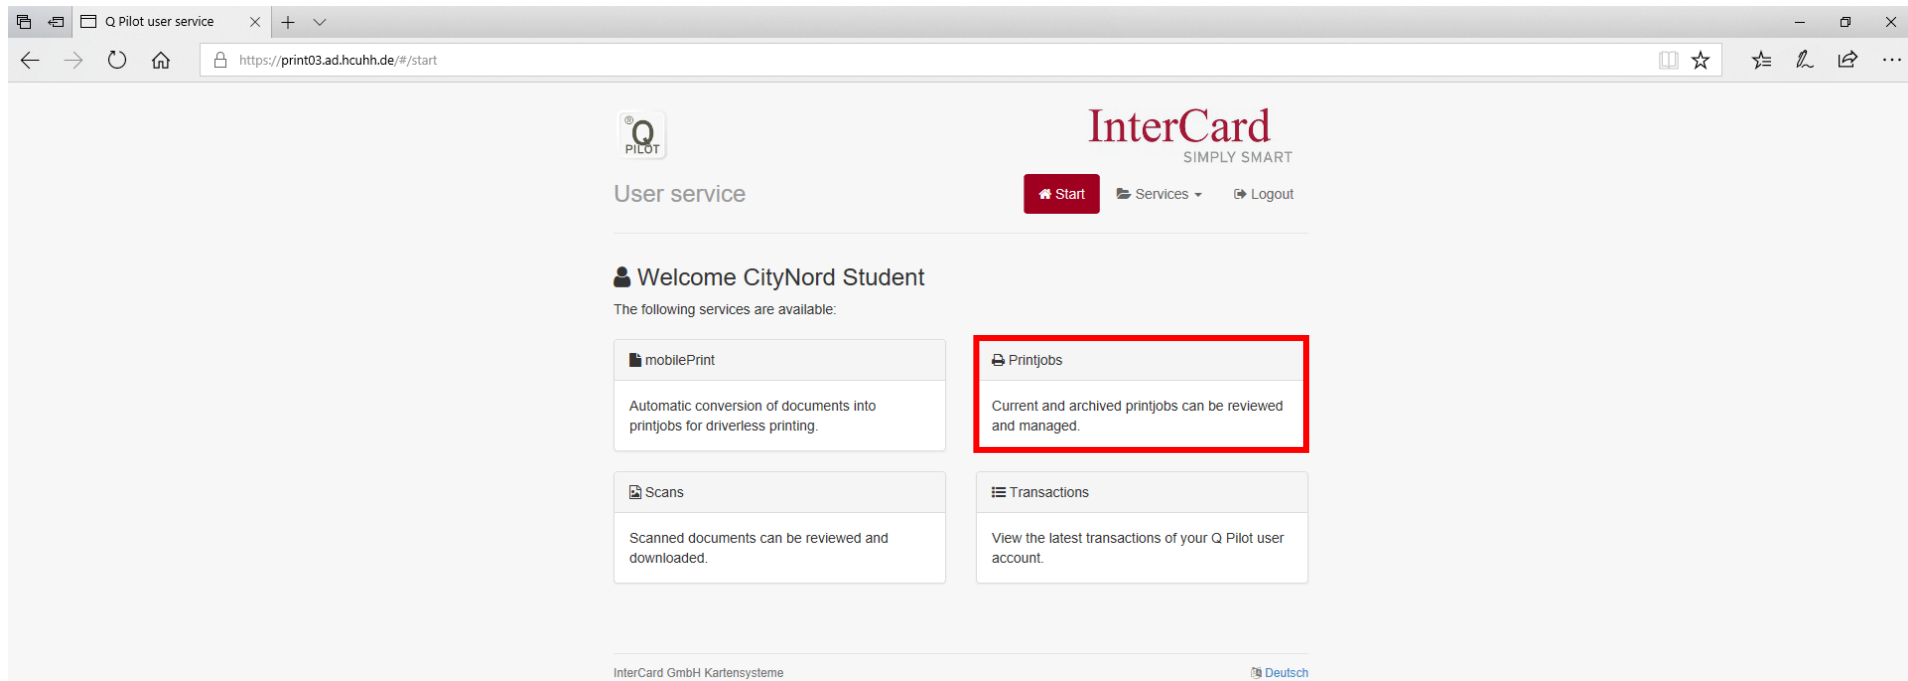 Q Pilot user service
https://print03.ad.hcuhh.de/#/start
® Q
PILOT
InterCard
SIMPLY SMART
User service
Start Services Logout
Welcome CityNord Student
The following services are available:
mobilePrint
Automatic conversion of documents into
printjobs for driverless printing.
Printjobs
Current and archived printjobs can be reviewed
and managed.
Scans
Scanned documents can be reviewed and
downloaded.
Transactions
View the latest transactions of your Q Pilot user
account.
InterCard GmbH Kartensysteme
Deutsch